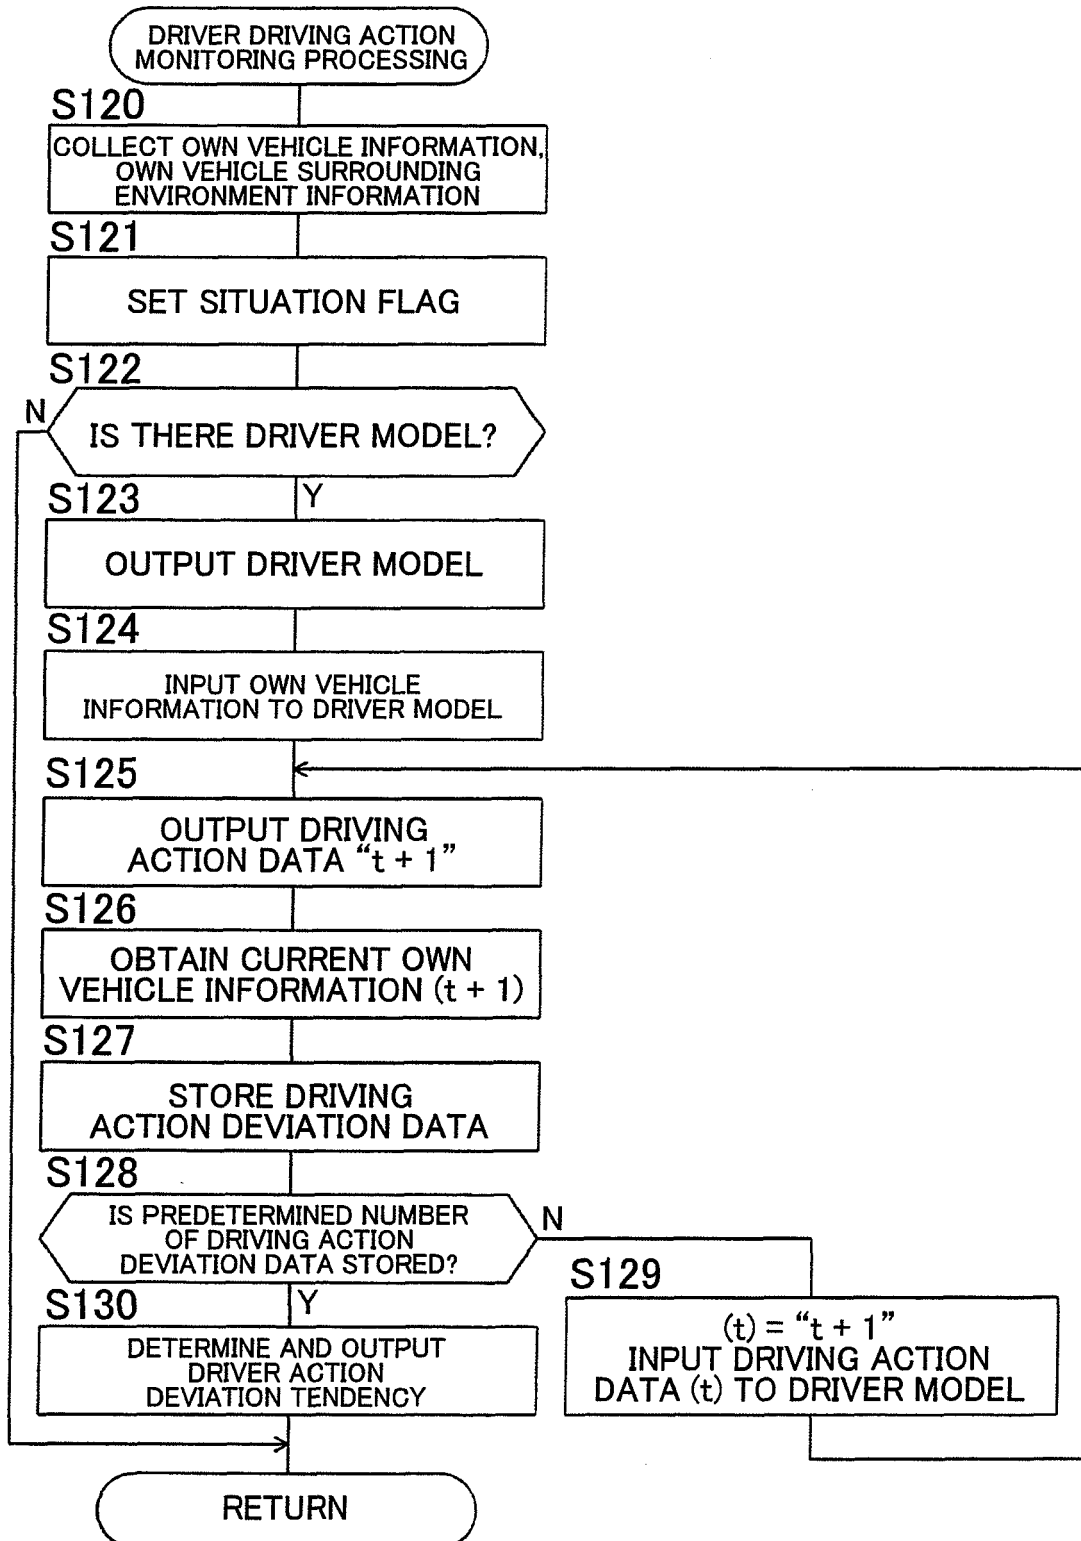 DRIVER DRIVING ACTION
MONITORING PROCESSING
S120
COLLECT OWN VEHICLE INFORMATION,
OWN VEHICLE SURROUNDING
ENVIRONMENT INFORMATION
S121
SET SITUATION FLAG
S122
N
IS THERE DRIVER MODEL?
Y
S123
OUTPUT DRIVER MODEL
S124
INPUT OWN VEHICLE
INFORMATION TO DRIVER MODEL
S125
OUTPUT DRIVING
ACTION DATA “t + 1”
S126
OBTAIN CURRENT OWN
VEHICLE INFORMATION (t + 1)
S127
STORE DRIVING
ACTION DEVIATION DATA
S128
IS PREDETERMINED NUMBER
OF DRIVING ACTION
DEVIATION DATA STORED?
N
Y
S129
(t) = “t + 1”
INPUT DRIVING ACTION
DATA (t) TO DRIVER MODEL
S130
DETERMINE AND OUTPUT
DRIVER ACTION
DEVIATION TENDENCY
RETURN